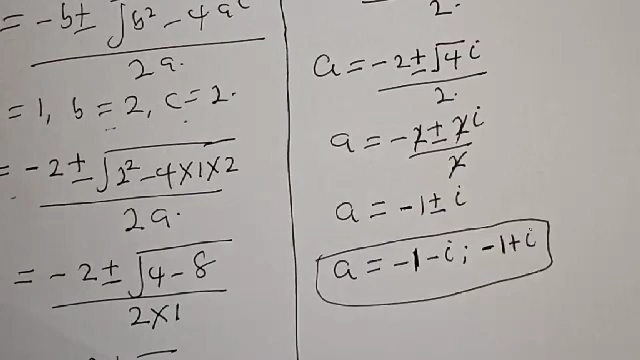 = -b ± √b² - 4ac
2a.
= 1, b = 2, c = 2.
= -2 ± √2² - 4×1×2
2a.
= -2 ± √4 - 8
2×1
2.
a = -2 ± √4 i
2.
a = -2 ± 2i
2
a = -1 ± i
a = -1 - i ; -1 + i